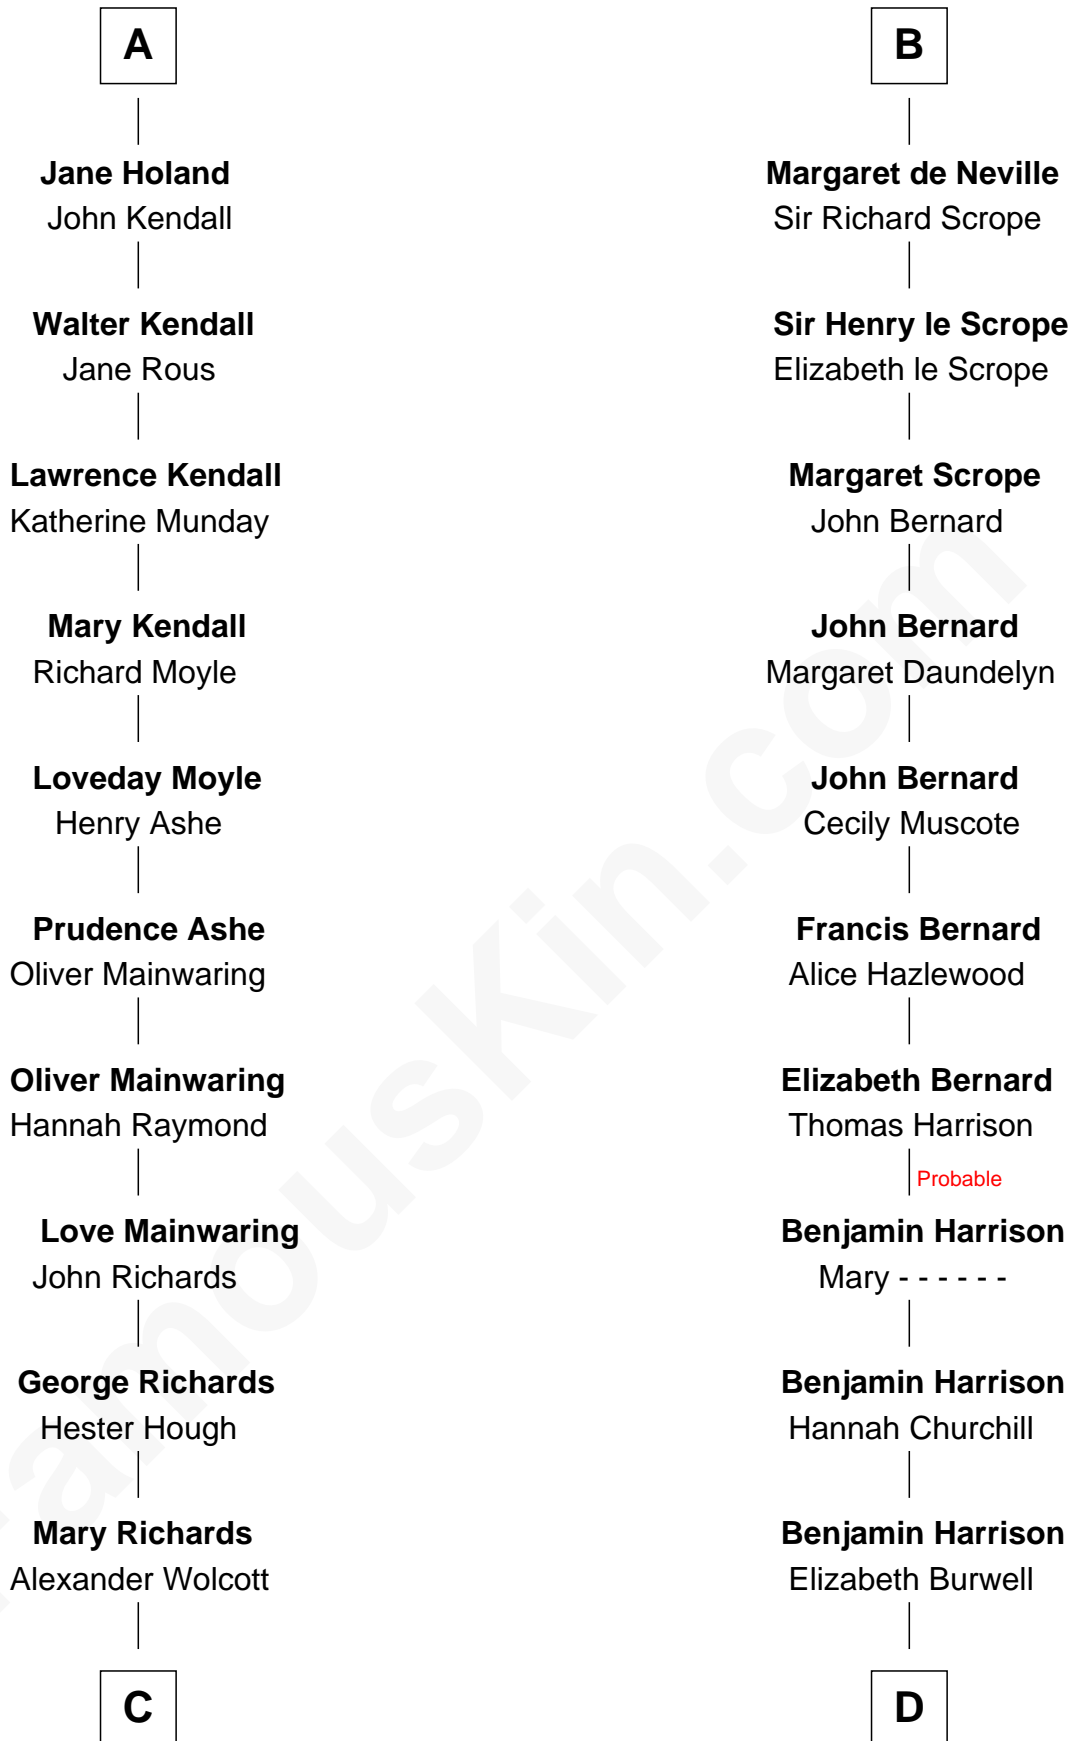 A
Jane Holand
John Kendall
Walter Kendall
Jane Rous
Lawrence Kendall
Katherine Munday
Mary Kendall
Richard Moyle
Loveday Moyle
Henry Ashe
Prudence Ashe
Oliver Mainwaring
Oliver Mainwaring
Hannah Raymond
Love Mainwaring
John Richards
George Richards
Hester Hough
Mary Richards
Alexander Wolcott
C
B
Margaret de Neville
Sir Richard Scrope
Sir Henry le Scrope
Elizabeth le Scrope
Margaret Scrope
John Bernard
John Bernard
Margaret Daundelyn
John Bernard
Cecily Muscote
Francis Bernard
Alice Hazlewood
Elizabeth Bernard
Thomas Harrison
Probable
Benjamin Harrison
Mary - - - - - -
Benjamin Harrison
Hannah Churchill
Benjamin Harrison
Elizabeth Burwell
D
FamousKin.com